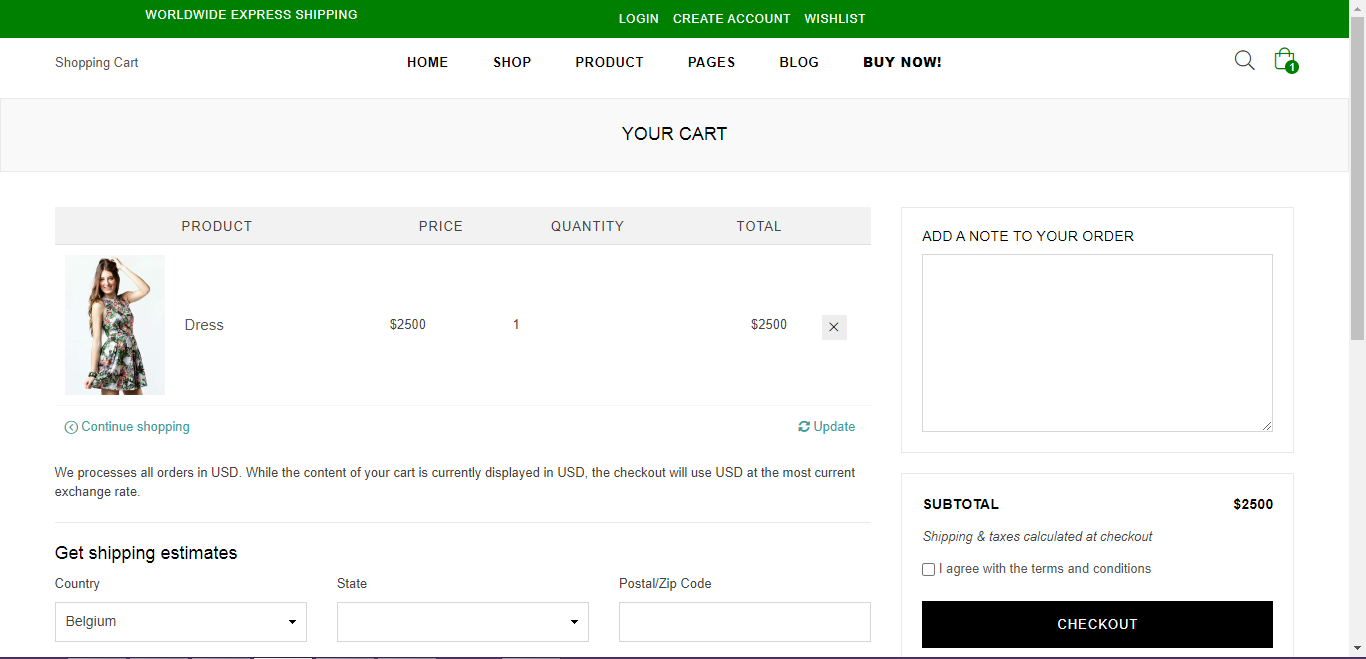 WORLDWIDE EXPRESS SHIPPING
LOGIN CREATE ACCOUNT WISHLIST
Shopping Cart HOME SHOP PRODUCT PAGES BLOG BUY NOW! 1
YOUR CART
PRODUCT PRICE QUANTITY TOTAL
Dress $2500 1 $2500
Continue shopping Update
We processes all orders in USD. While the content of your cart is currently displayed in USD, the checkout will use USD at the most current
exchange rate.
Get shipping estimates
Country State Postal/Zip Code
Belgium
ADD A NOTE TO YOUR ORDER
SUBTOTAL $2500
Shipping & taxes calculated at checkout
I agree with the terms and conditions
CHECKOUT